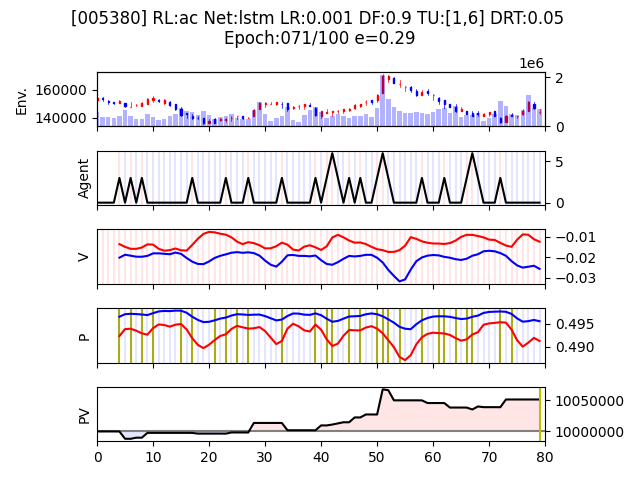 [005380] RL:ac Net:lstm LR:0.001 DF:0.9 TU:[1,6] DRT:0.05
Epoch:071/100 e=0.29
1e6
Env.
160000
140000
2
0
Agent
5
0
V
−0.01
−0.02
−0.03
P
0.495
0.490
PV
10050000
10000000
0 10 20 30 40 50 60 70 80